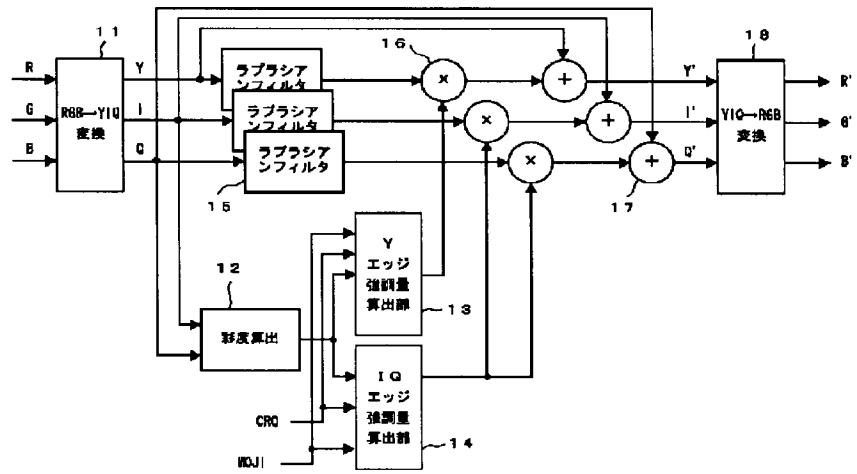 11
16
18
R
Y
ラプラシア
ンフィルタ
×
+
Y'
R'
G
RGB→YIQ
変換
I
ラプラシア
ンフィルタ
×
+
I'
YIQ→RGB
変換
G'
B
Q
ラプラシア
ンフィルタ
×
+
Q'
B'
15
17
12
Y
エッジ
強調量
算出部
13
彩度算出
IQ
エッジ
強調量
算出部
14
CRO
MOJI